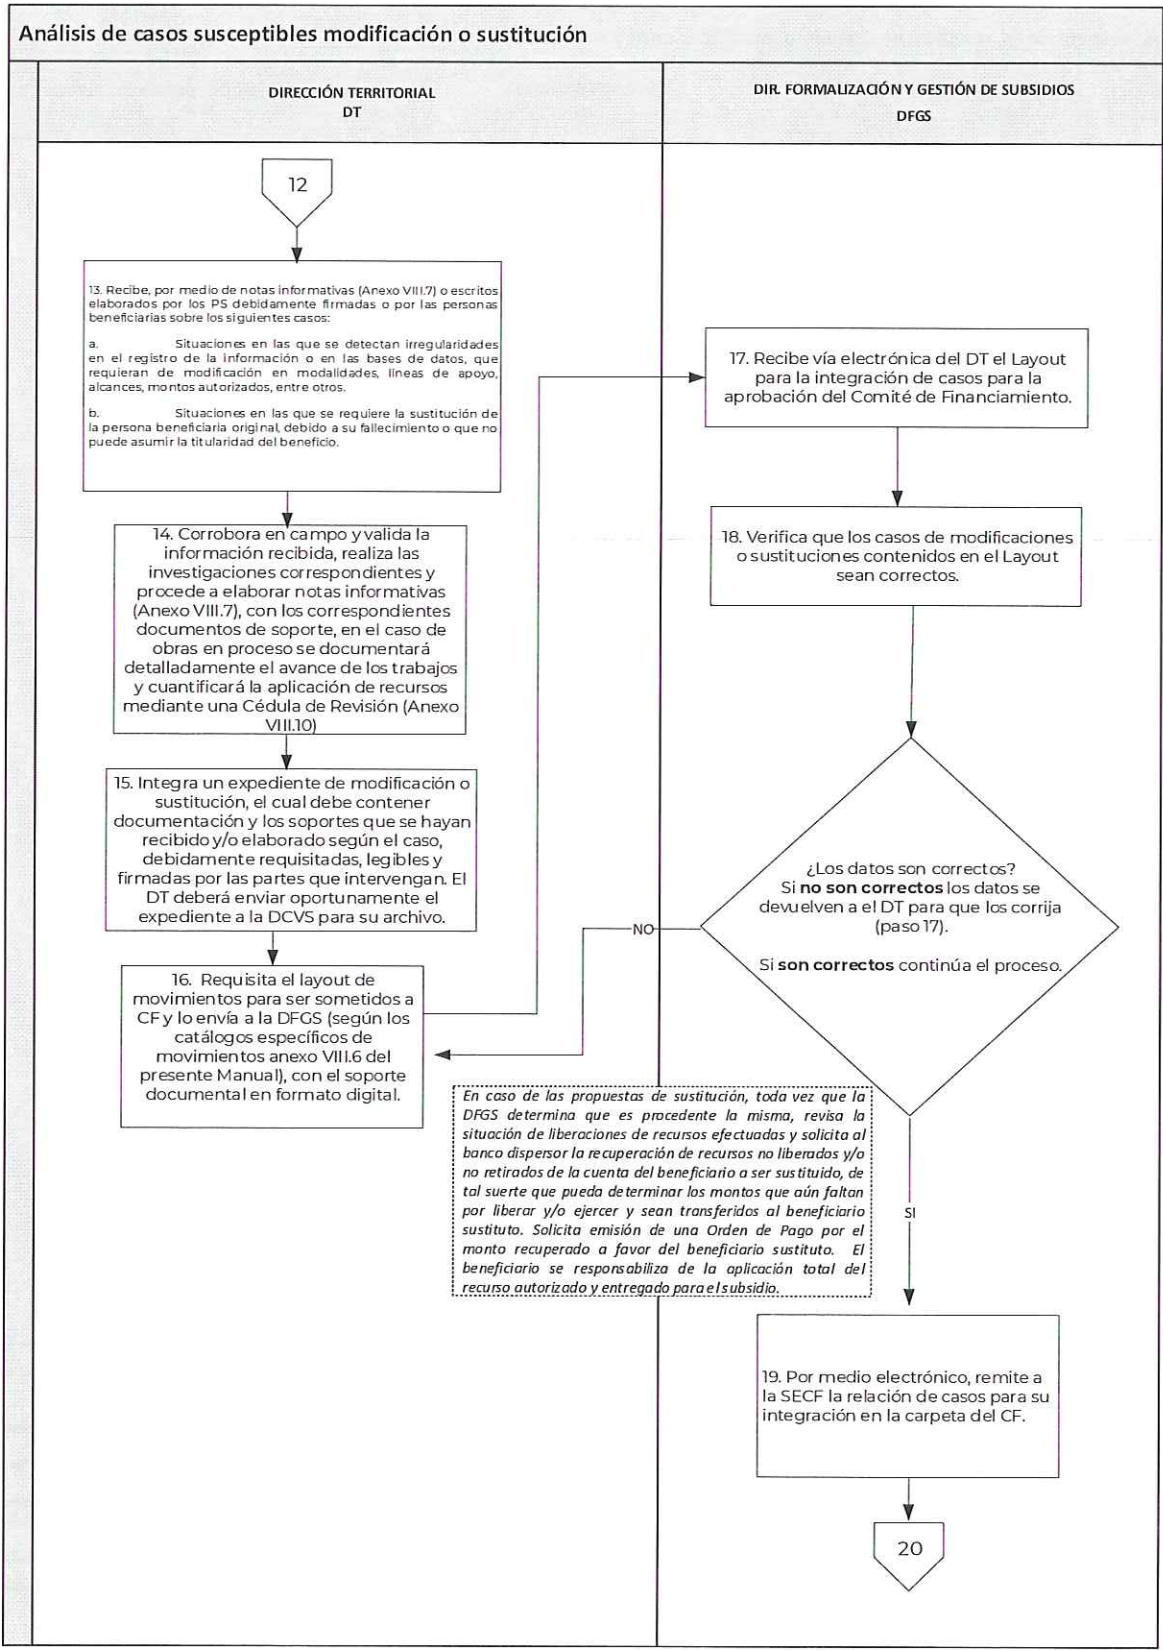 Análisis de casos susceptibles modificación o sustitución
DIRECCIÓN TERRITORIAL
DT
DIR. FORMALIZACIÓN Y GESTIÓN DE SUBSIDIOS
DFGS
12
13. Recibe, por medio de notas informativas (Anexo VIII.7) o escritos
elaborados por los PS debidamente firmadas o por las personas
beneficiarias sobre los siguientes casos:
a. Situaciones en las que se detectan irregularidades
en el registro de la información o en las bases de datos, que
requieran de modificación en modalidades, líneas de apoyo,
alcances, montos autorizados, entre otros.
b. Situaciones en las que se requiere la sustitución de
la persona beneficiaria original, debido a su fallecimiento o que no
puede asumir la titularidad del beneficio.
14. Corrobora en campo y valida la
información recibida, realiza las
investigaciones correspondientes y
procede a elaborar notas informativas
(Anexo VIII.7), con los correspondientes
documentos de soporte, en el caso de
obras en proceso se documentará
detalladamente el avance de los trabajos
y cuantificará la aplicación de recursos
mediante una Cédula de Revisión (Anexo
VIII.10)
15. Integra un expediente de modificación o
sustitución, el cual debe contener
documentación y los soportes que se hayan
recibido y/o elaborado según el caso,
debidamente requisitadas, legibles y
firmadas por las partes que intervengan. El
DT deberá enviar oportunamente el
expediente a la DCVS para su archivo.
16. Requisita el layout de
movimientos para ser sometidos a
CF y lo envía a la DFGS (según los
catálogos específicos de
movimientos anexo VIII.6 del
presente Manual), con el soporte
documental en formato digital.
17. Recibe vía electrónica del DT el Layout
para la integración de casos para la
aprobación del Comité de Financiamiento.
18. Verifica que los casos de modificaciones
o sustituciones contenidos en el Layout
sean correctos.
¿Los datos son correctos?
Si no son correctos los datos se
devuelven a el DT para que los corrija
(paso 17).
Si son correctos continúa el proceso.
NO
En caso de las propuestas de sustitución, toda vez que la
DFGS determina que es procedente la misma, revisa la
situación de liberaciones de recursos efectuadas y solicita al
banco dispersor la recuperación de recursos no liberados y/o
no retirados de la cuenta del beneficiario a ser sustituido, de
tal suerte que pueda determinar los montos que aún faltan
por liberar y/o ejercer y sean transferidos al beneficiario
sustituto. Solicita emisión de una Orden de Pago por el
monto recuperado a favor del beneficiario sustituto. El
beneficiario se responsabiliza de la aplicación total del
recurso autorizado y entregado para el subsidio.
SI
19. Por medio electrónico, remite a
la SECF la relación de casos para su
integración en la carpeta del CF.
20